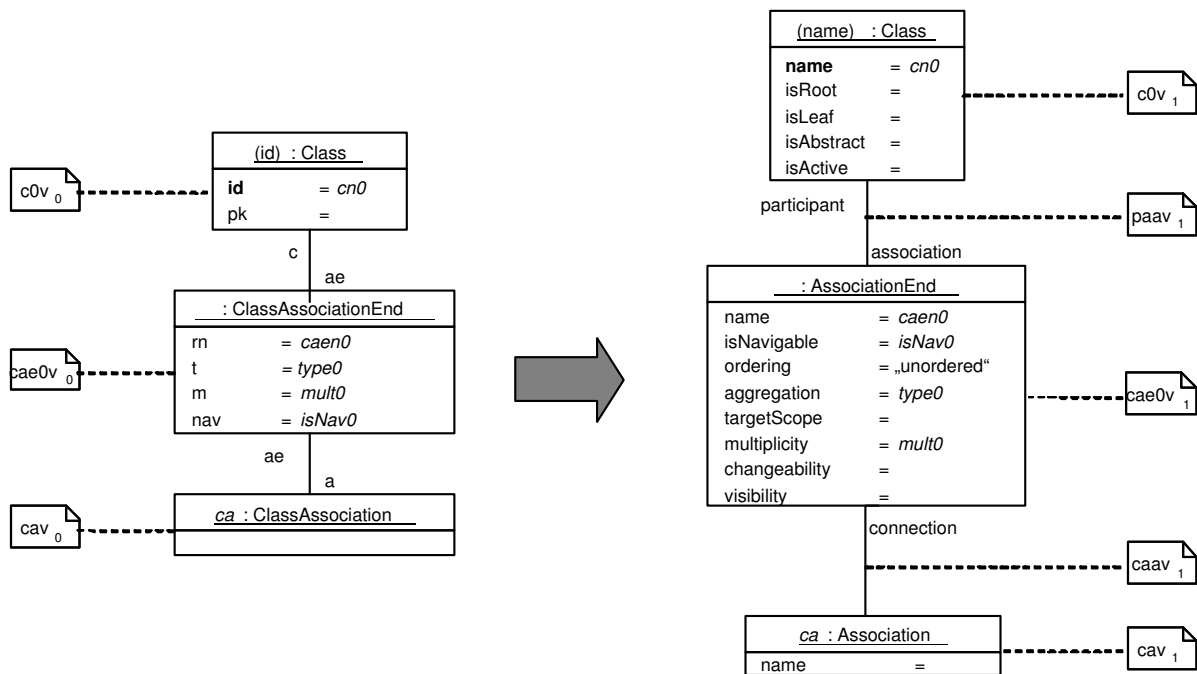 (id) : Class
id = cn0
pk =
c0v 0
c
ae
: ClassAssociationEnd
rn = caen0
t = type0
m = mult0
nav = isNav0
cae0v 0
ae
a
ca : ClassAssociation
cav 0
(name) : Class
name = cn0
isRoot =
isLeaf =
isAbstract =
isActive =
c0v 1
participant
paav 1
association
: AssociationEnd
name = caen0
isNavigable = isNav0
ordering = „unordered“
aggregation = type0
targetScope =
multiplicity = mult0
changeability =
visibility =
cae0v 1
connection
caav 1
ca : Association
name =
cav 1